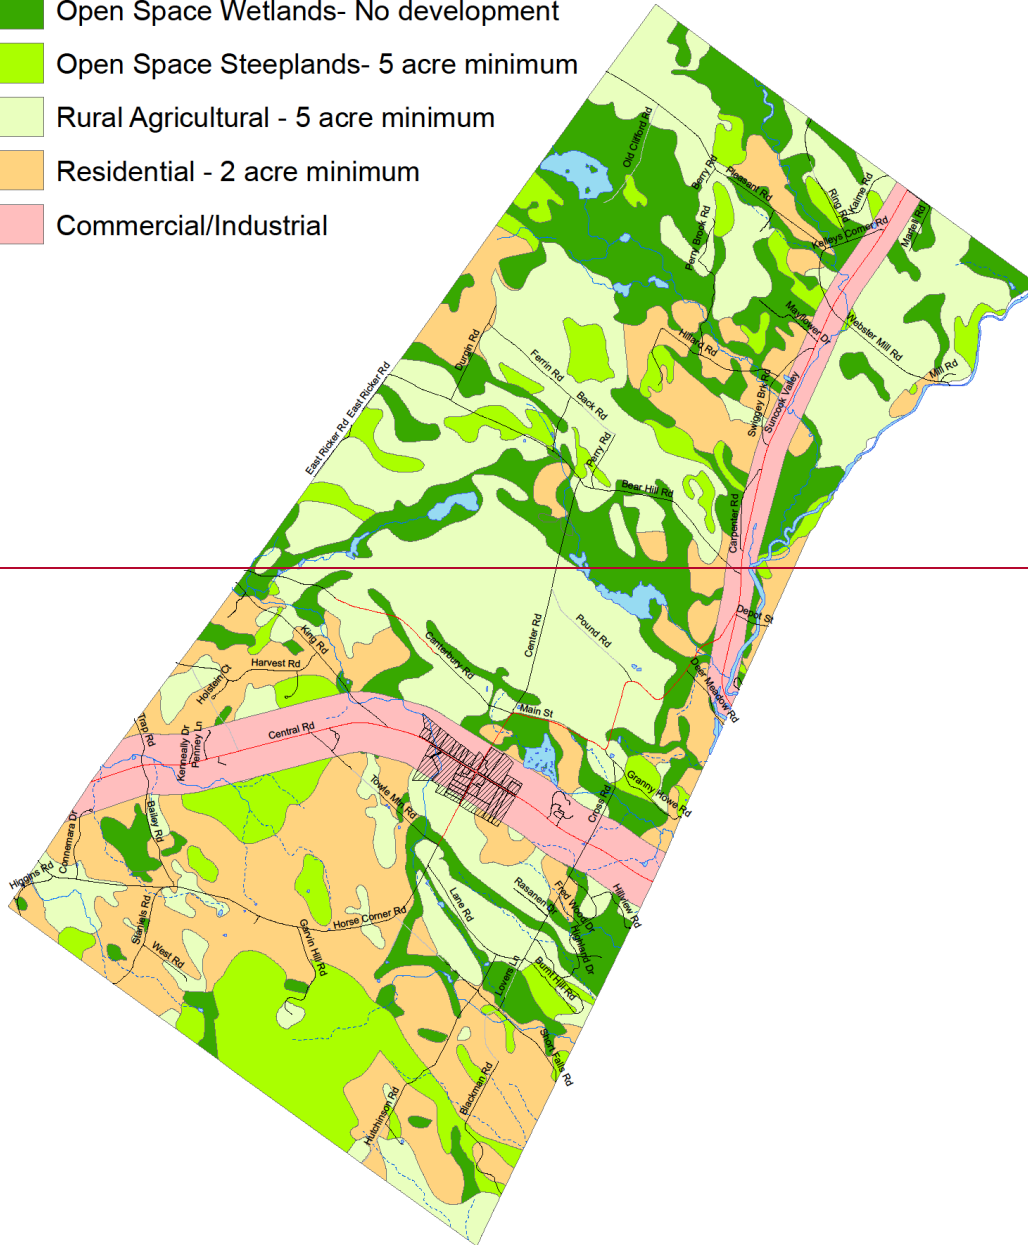 Open Space Wetlands- No development
Open Space Steeplands- 5 acre minimum
Rural Agricultural - 5 acre minimum
Residential - 2 acre minimum
Commercial/Industrial
Old Clifford Rd
Berry Rd
Pleasant Rd
Ring Rd
Kaime Rd
Kelleys Corner Rd
Martell Rd
Perry Brook Rd
Mayflower Dr
Webster Mill Rd
Hillard Rd
Mill Rd
Durgin Rd
Ferrin Rd
Swiggey Brk Rd
Suncook Valley
East Ricker Rd
East Ricker Rd
Back Rd
Perry Rd
Bear Hill Rd
Carpenter Rd
Depot St
Center Rd
Pound Rd
King Rd
Canterbury Rd
Harvest Rd
Holstein Ct
Deer Meadow Rd
Main St
Trap Rd
Kenneally Dr
Penney Ln
Central Rd
Towle Mtn Rd
Granny Howe Rd
Cross Rd
Bailey Rd
Connemara Dr
Higgins Rd
Lane Rd
Rasanen Dr
Fred Wood Dr
Hillview Rd
Staniels Rd
Horse Corner Rd
Garvin Hill Rd
Highland Dr
West Rd
Lovers Ln
Burnt Hill Rd
Short Falls Rd
Blackman Rd
Hutchinson Rd